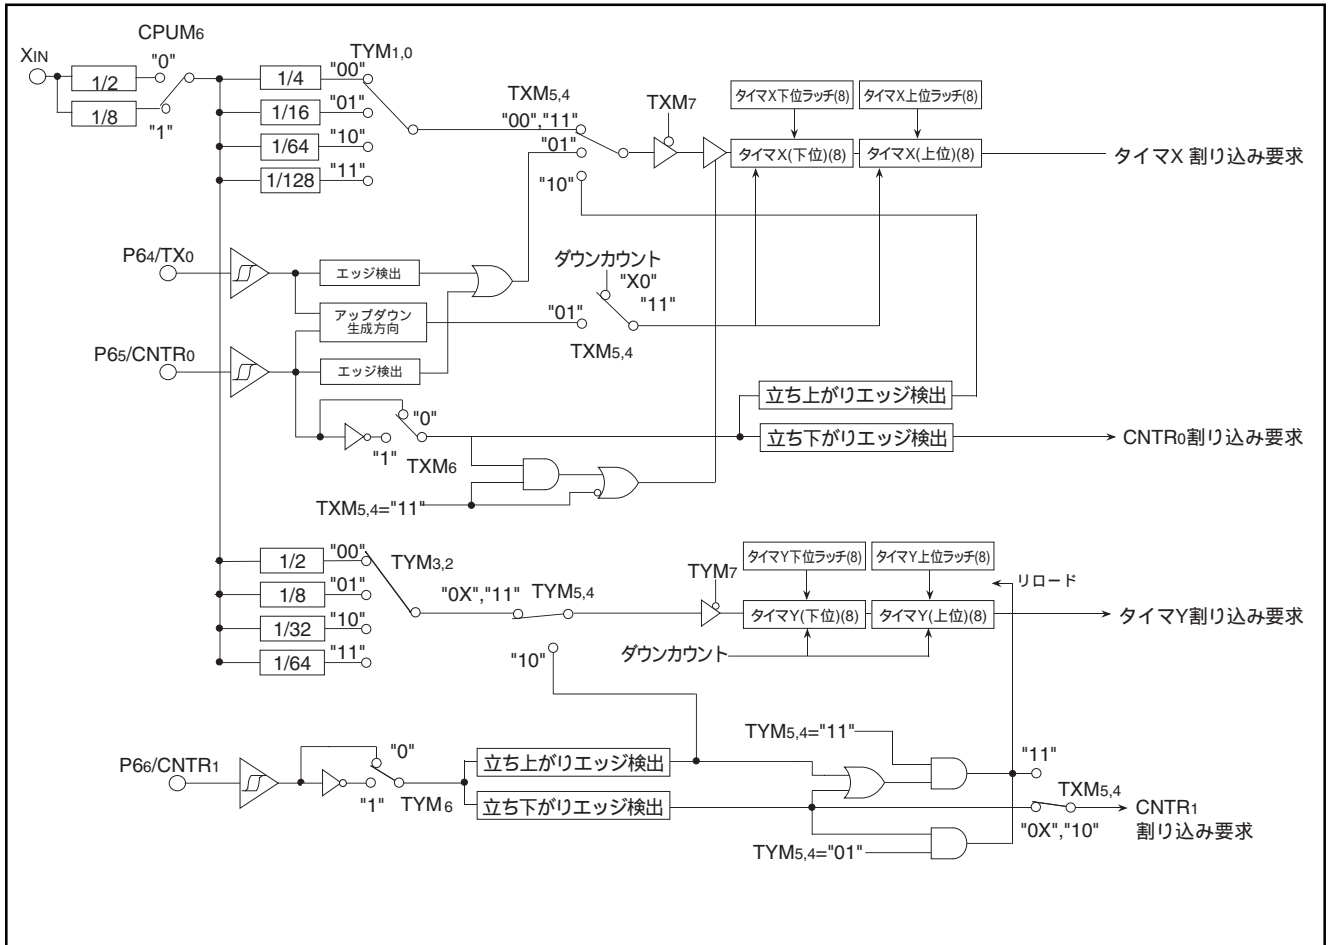 XIN
CPUM6
"0"
1/2
1/8
"1"
TYM1,0
1/4
"00"
1/16
"01"
1/64
"10"
1/128
"11"
TXM5,4
"00","11"
"01"
"10"
TXM7
タイマX下位ラッチ(8)
タイマX上位ラッチ(8)
タイマX(下位)(8)
タイマX(上位)(8)
タイマX 割り込み要求
P64/TX0
エッジ検出
アップダウン
生成方向
P65/CNTR0
エッジ検出
ダウンカウント
"X0"
"11"
"01"
TXM5,4
"0"
"1"
TXM6
立ち上がりエッジ検出
立ち下がりエッジ検出
CNTR0割り込み要求
TXM5,4="11"
1/2
"00"
1/8
"01"
1/32
"10"
1/64
"11"
TYM3,2
"0X","11"
TYM5,4
"10"
TYM7
タイマY下位ラッチ(8)
タイマY上位ラッチ(8)
リロード
タイマY(下位)(8)
タイマY(上位)(8)
タイマY割り込み要求
ダウンカウント
P66/CNTR1
"0"
"1"
TYM6
立ち上がりエッジ検出
立ち下がりエッジ検出
TYM5,4="11"
TYM5,4="01"
"11"
TXM5,4
"0X","10"
CNTR1
割り込み要求